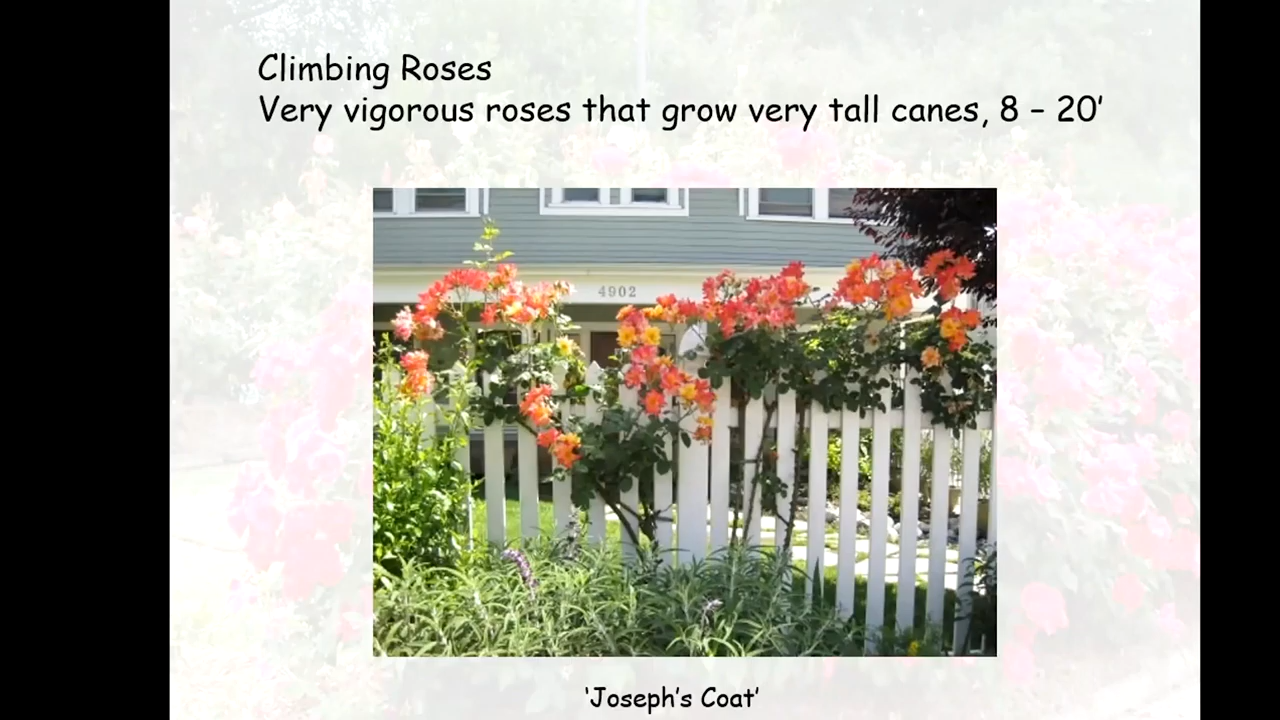 Climbing Roses
Very vigorous roses that grow very tall canes, 8 – 20’
4902
‘Joseph’s Coat’